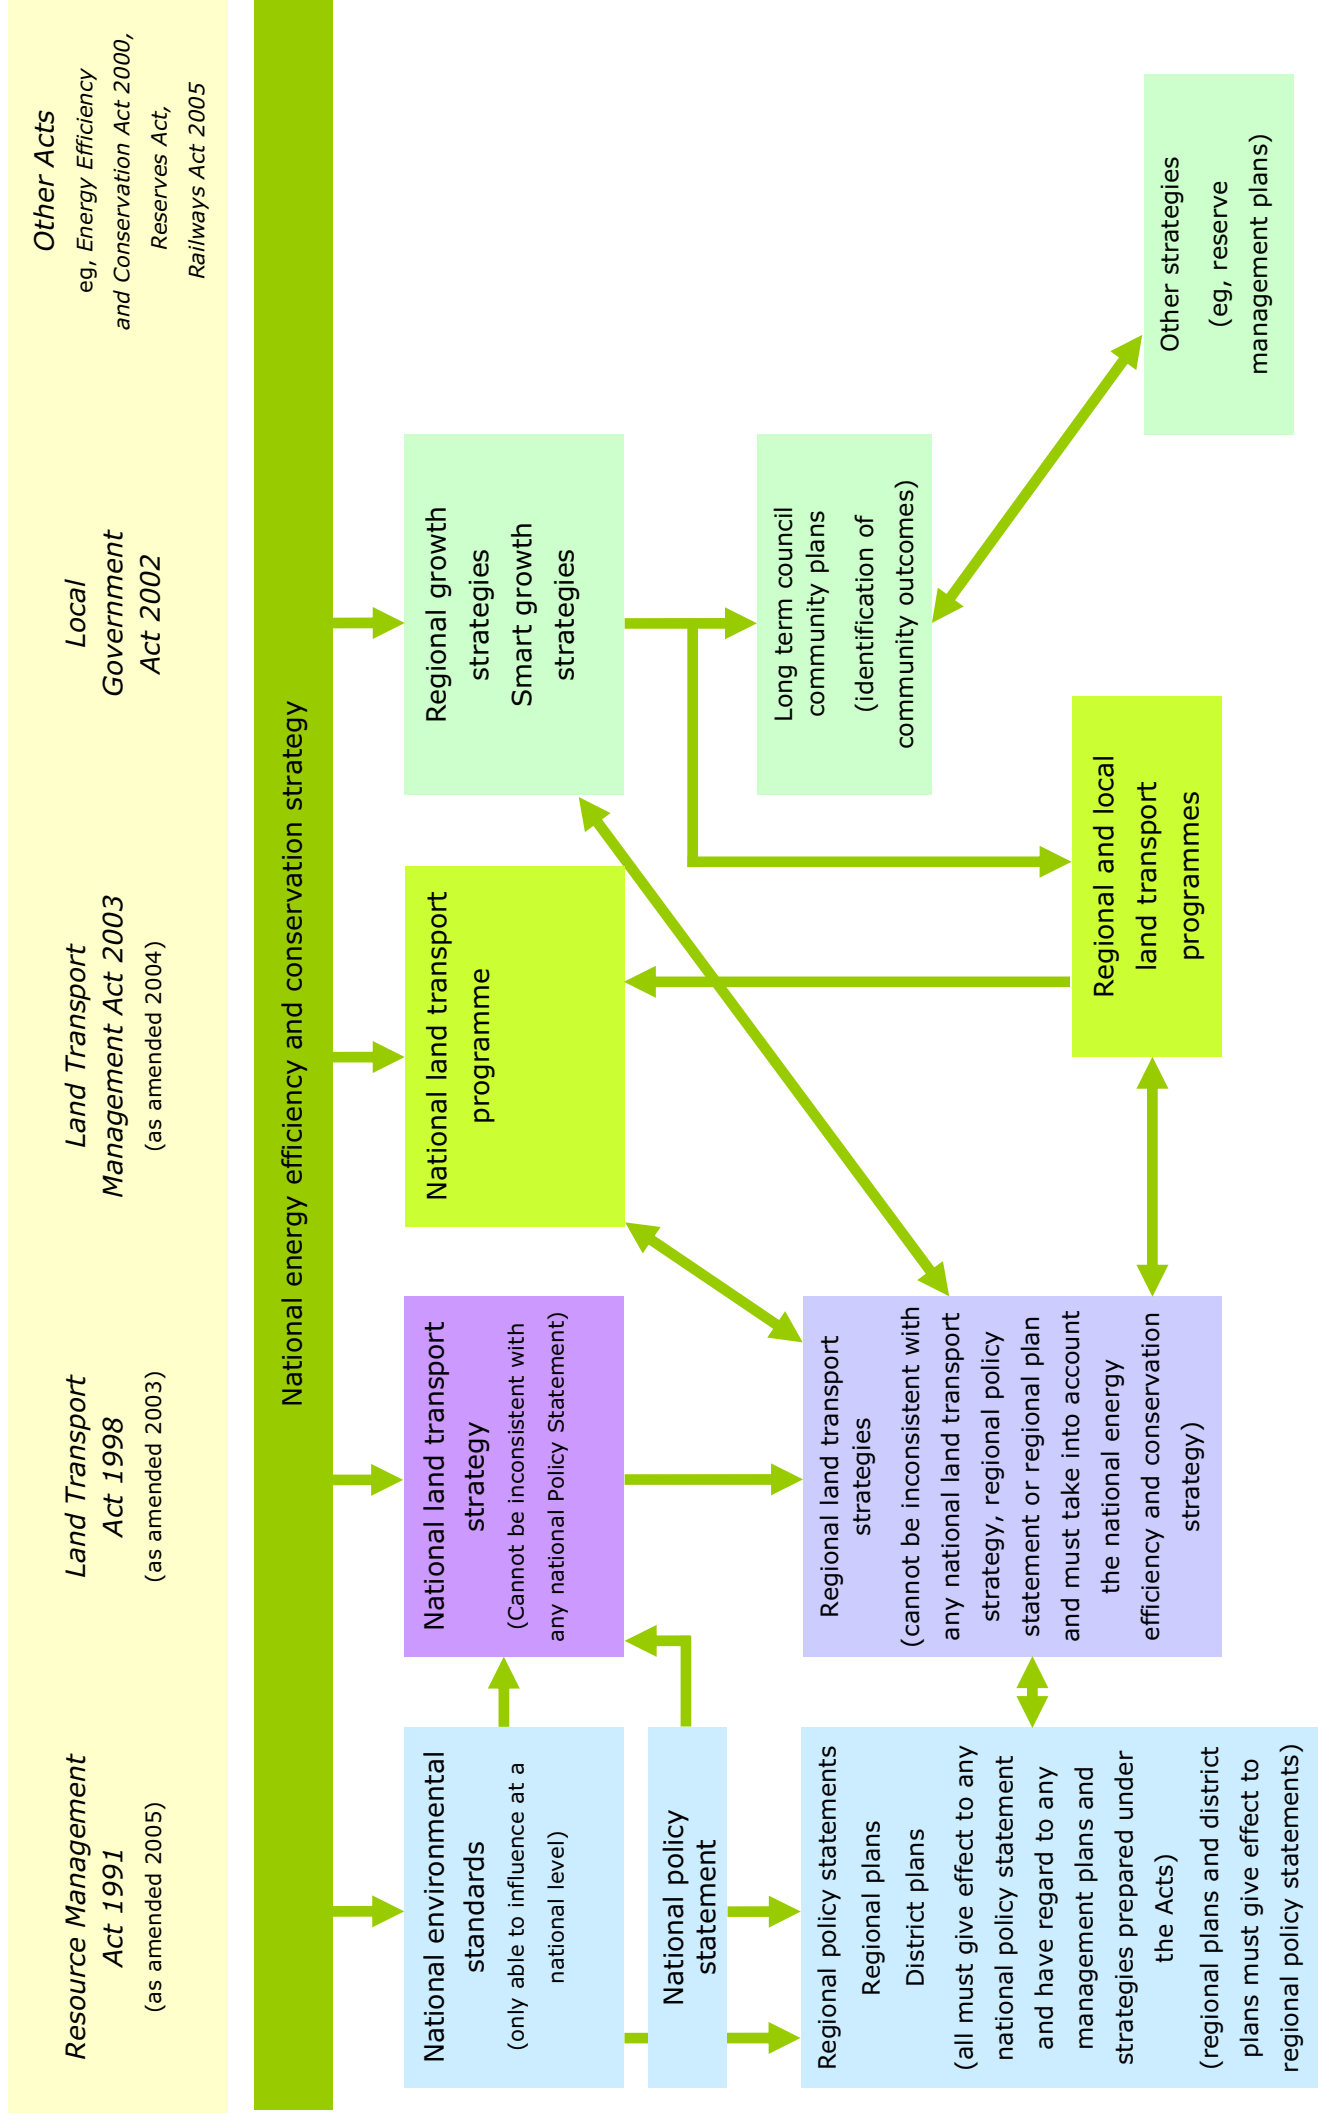 Resource Management
Act 1991
(as amended 2005)
Land Transport
Act 1998
(as amended 2003)
Land Transport
Management Act 2003
(as amended 2004)
Local
Government
Act 2002
Other Acts
eg, Energy Efficiency
and Conservation Act 2000,
Reserves Act,
Railways Act 2005
National energy efficiency and conservation strategy
National environmental
standards
(only able to influence at a
national level)
National land transport
strategy
(Cannot be inconsistent with
any national Policy Statement)
National land transport
programme
Regional growth
strategies
Smart growth
strategies
National policy
statement
Long term council
community plans
(identification of
community outcomes)
Regional policy statements
Regional plans
District plans
(all must give effect to any
national policy statement
and have regard to any
management plans and
strategies prepared under
the Acts)
(regional plans and district
plans must give effect to
regional policy statements)
Regional land transport
strategies
(cannot be inconsistent with
any national land transport
strategy, regional policy
statement or regional plan
and must take into account
the national energy
efficiency and conservation
strategy)
Regional and local
land transport
programmes
Other strategies
(eg, reserve
management plans)